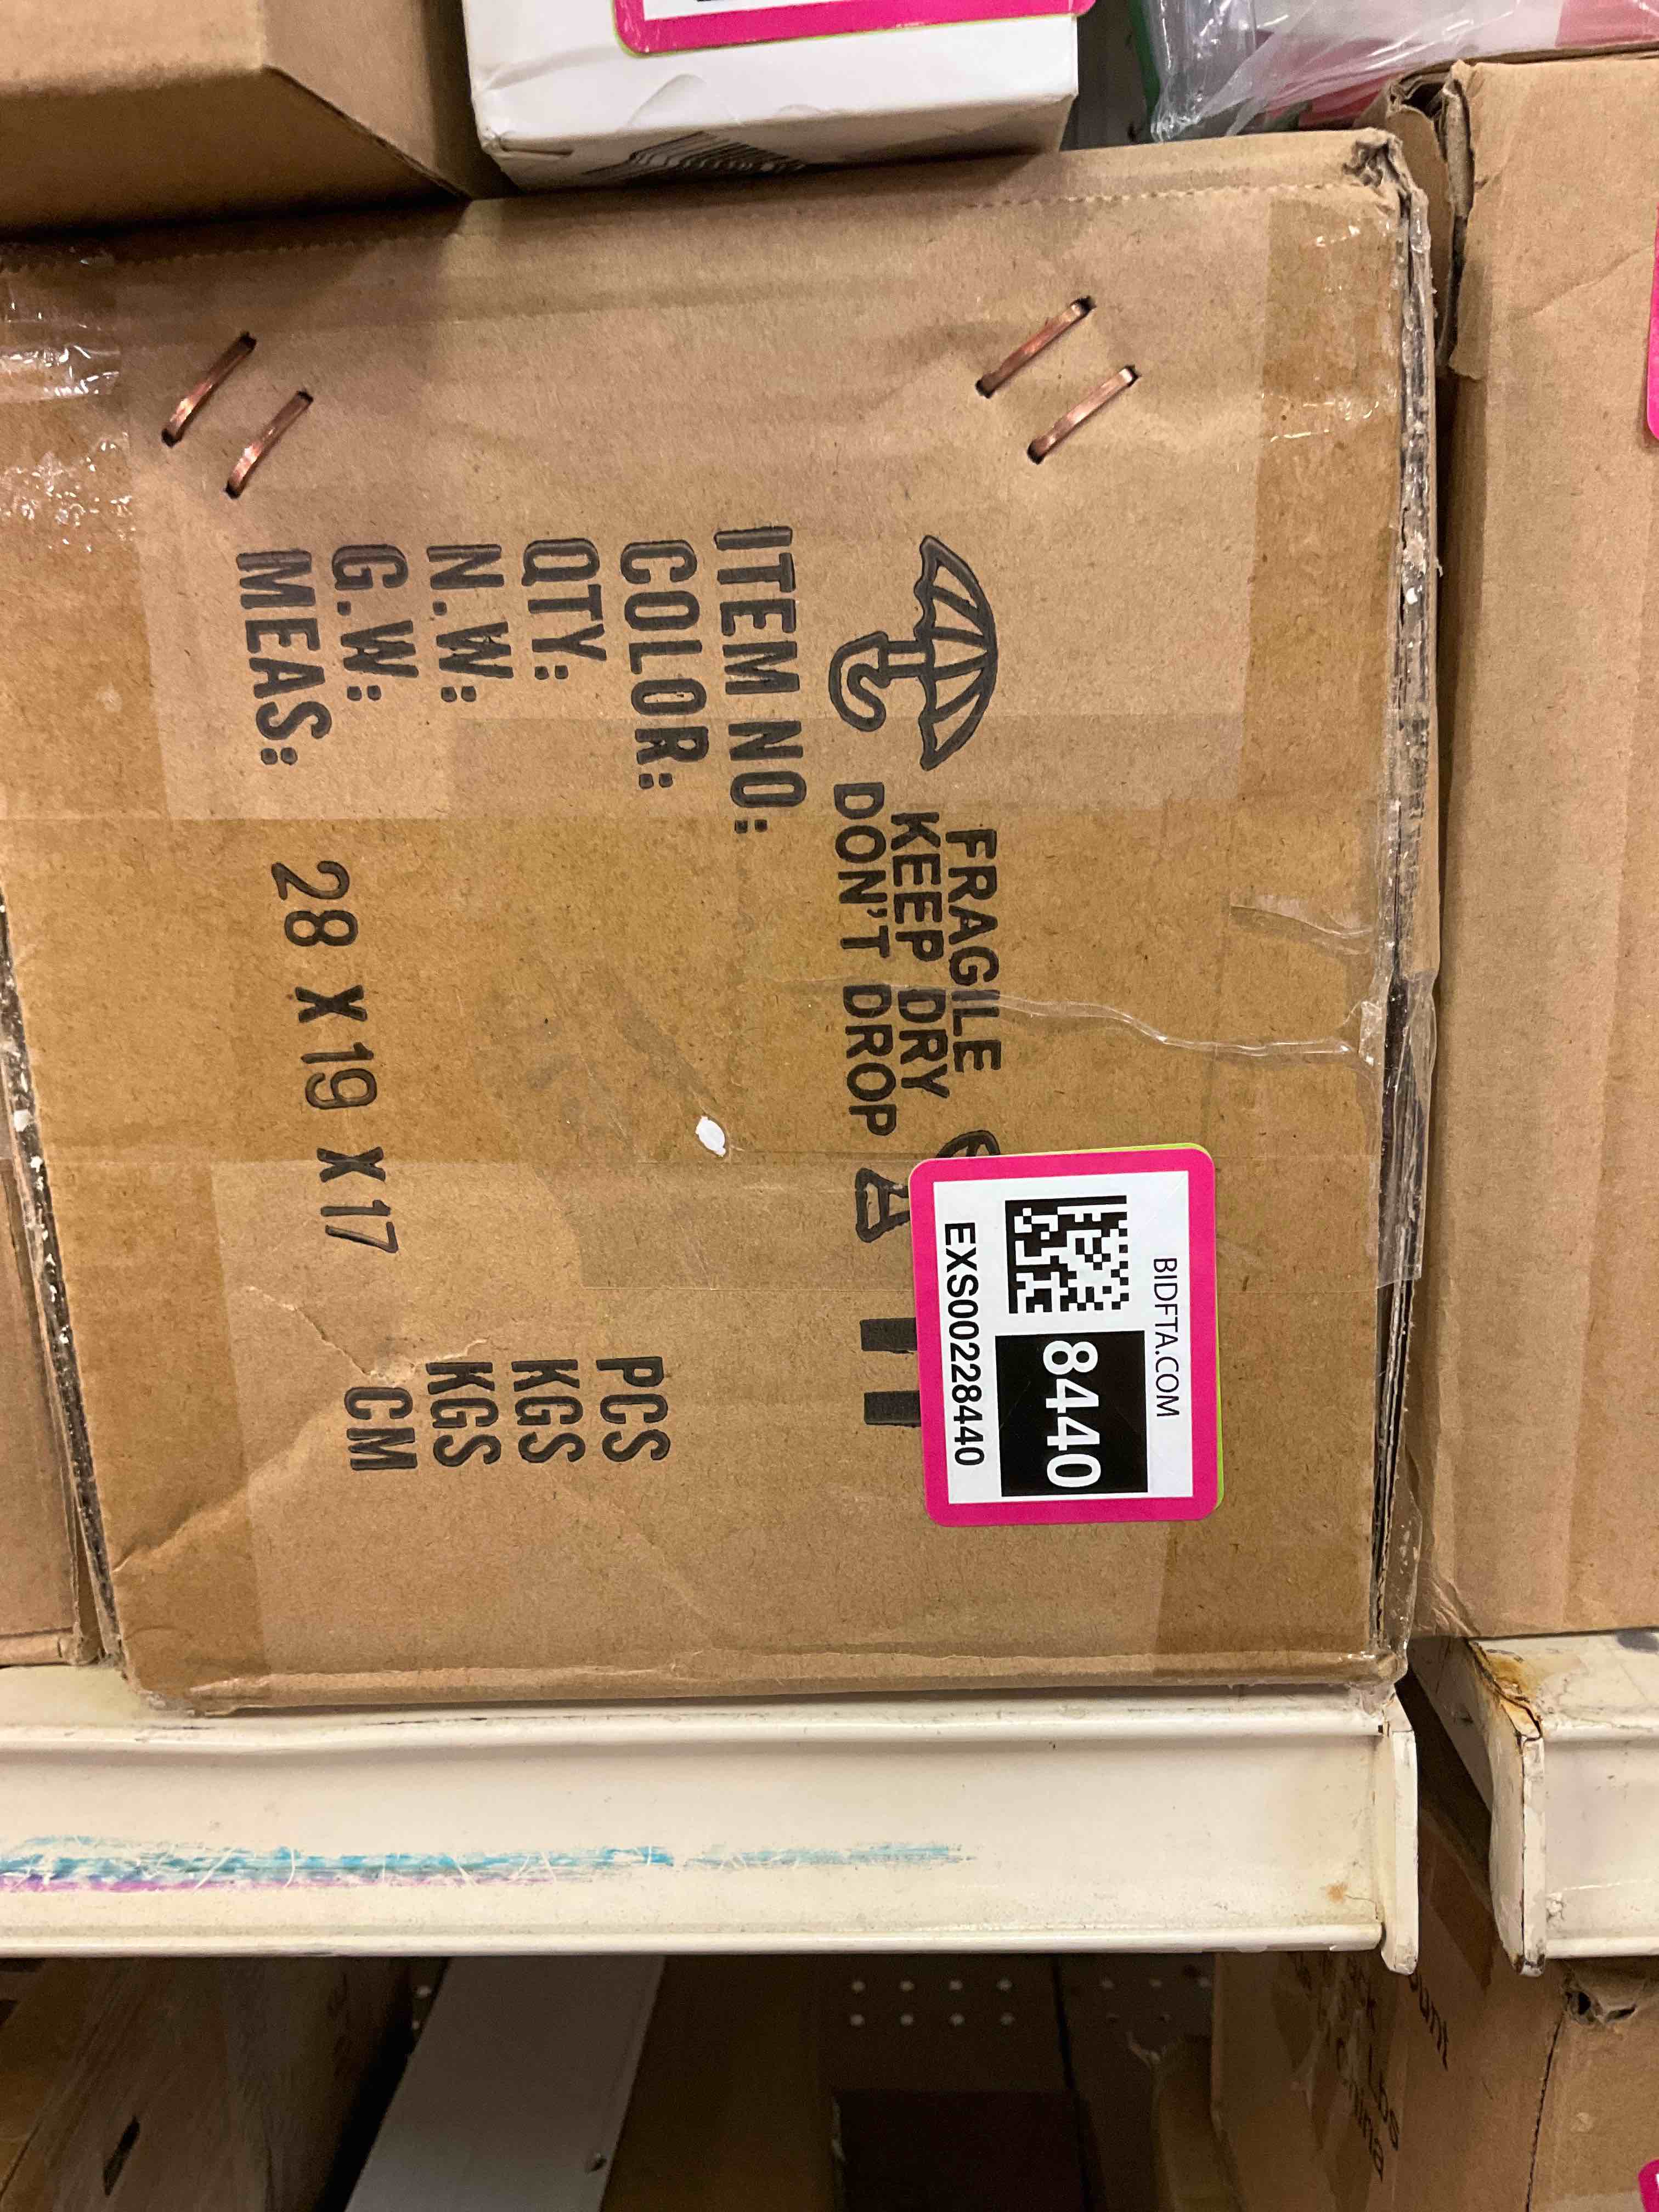 FRAGILE
KEEP DRY
DON'T DROP
ITEM NO:
COLOR:
QTY: PCS
N.W: KGS
G.W: KGS
MEAS: 28 X 19 X 17 CM
BIDFTA.COM
8440
EXS00228440